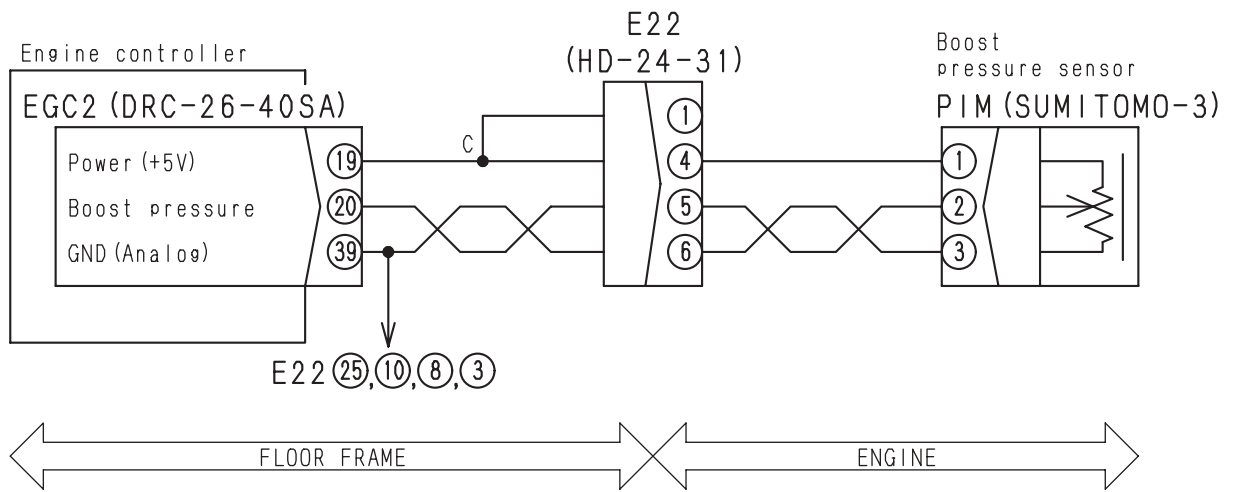 Engine controller
EGC2 (DRC-26-40SA)
Power (+5V)
Boost pressure
GND (Analog)
19
20
39
C
E22 25, 10, 8, 3
E22
(HD-24-31)
1
4
5
6
Boost
pressure sensor
PIM (SUMITOMO-3)
1
2
3
FLOOR FRAME
ENGINE